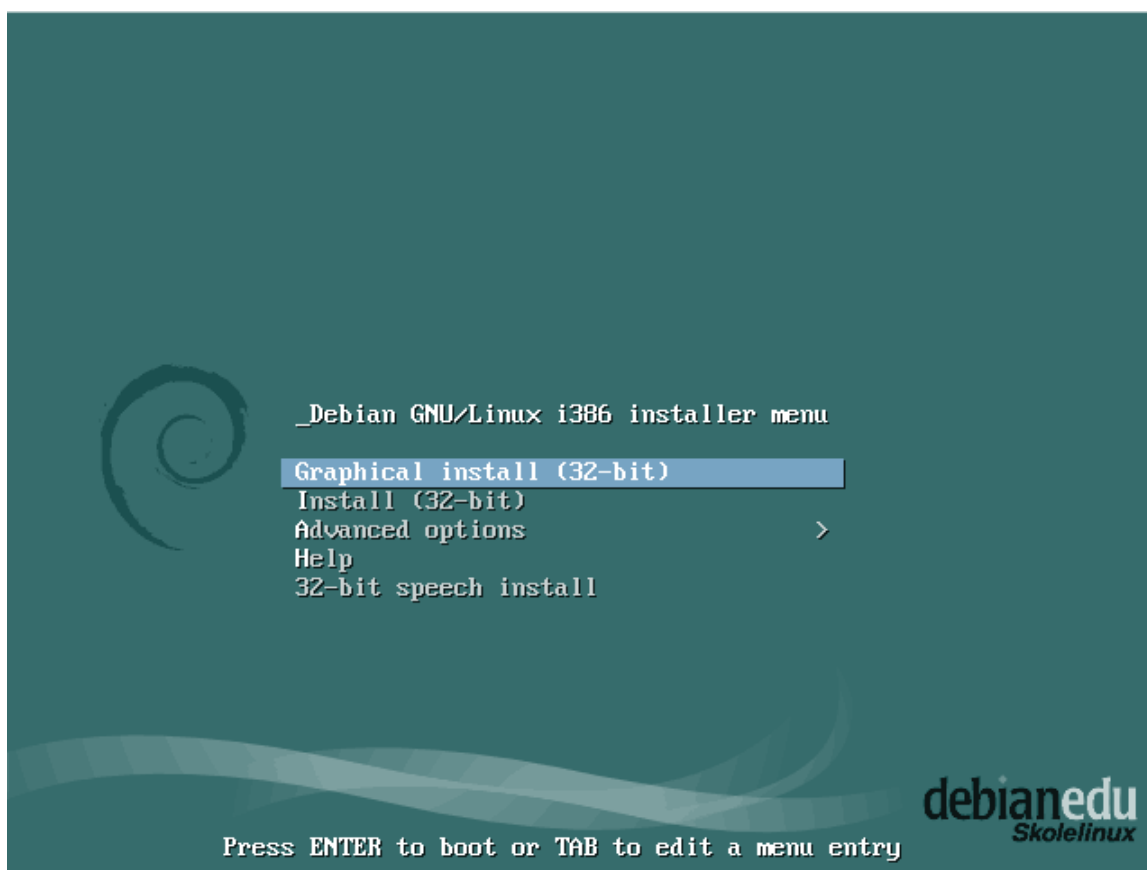 _Debian GNU/Linux i386 installer menu
Graphical install (32-bit)
Install (32-bit)
Advanced options >
Help
32-bit speech install
debianedu
Skolelinux
Press ENTER to boot or TAB to edit a menu entry